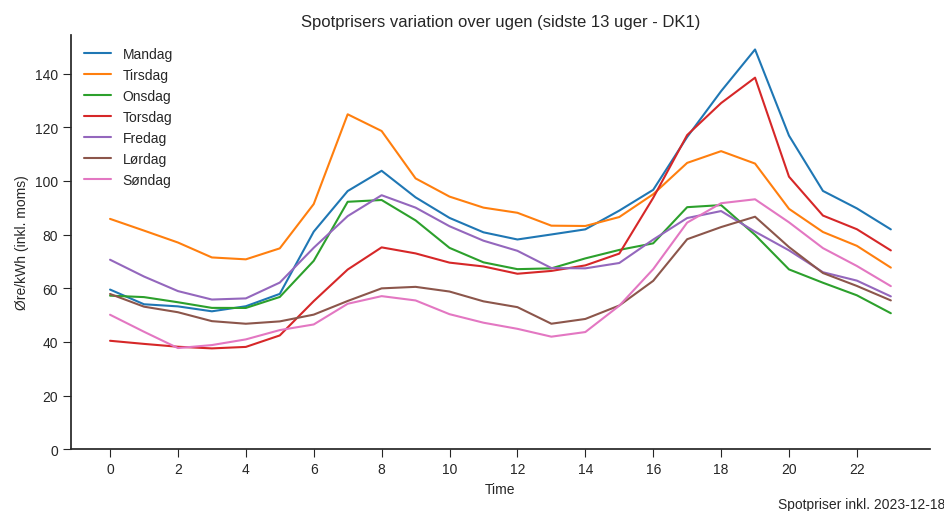 Spotprisers variation over ugen (sidste 13 uger - DK1)
Mandag
Tirsdag
Onsdag
Torsdag
Fredag
Lørdag
Søndag
Øre/kWh (inkl. moms)
140
120
100
80
60
40
20
0
0 2 4 6 8 10 12 14 16 18 20 22
Time
Spotpriser inkl. 2023-12-18